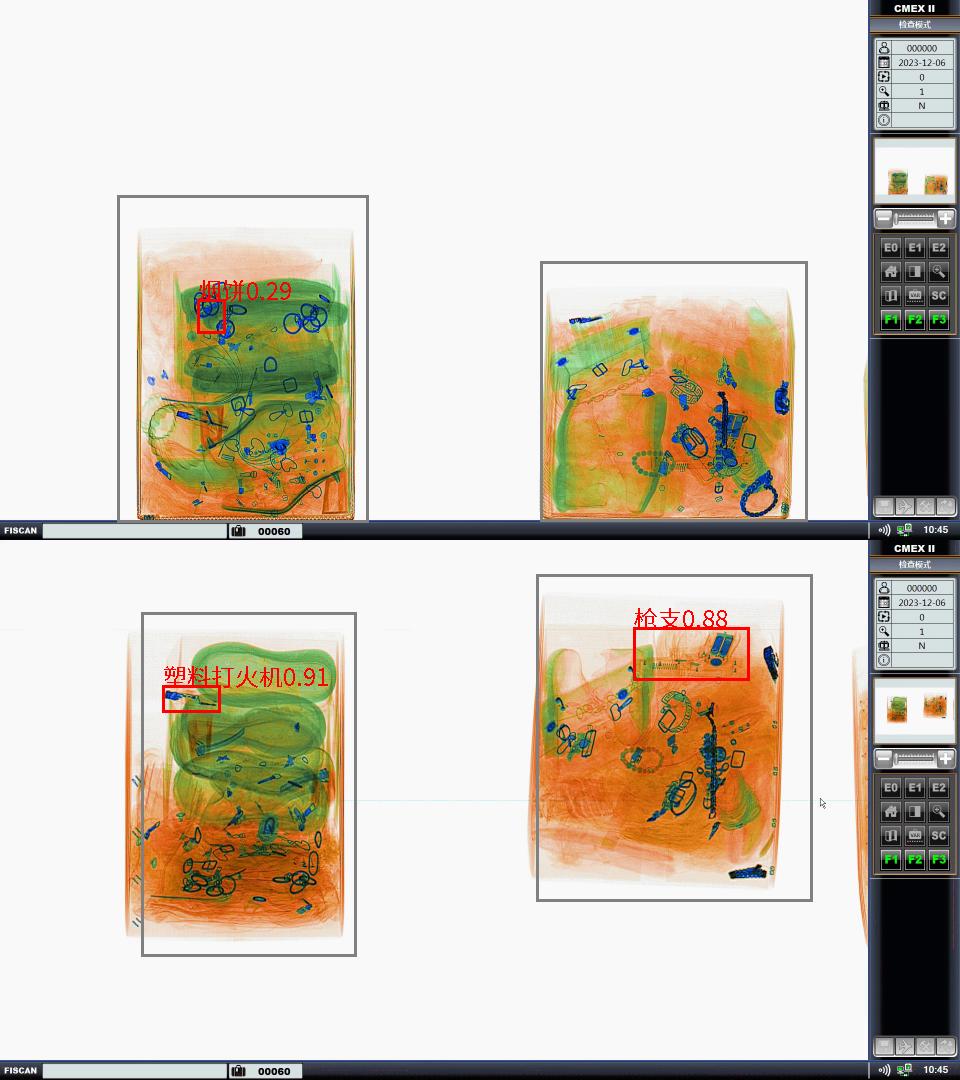 CMEX II
检查模式
000000
2023-12-06
0
1
N
E0 E1 E2
VAR SC
F1 F2 F3
烟饼0.29
FISCAN
00060
10:45
CMEX II
检查模式
000000
2023-12-06
0
1
N
E0 E1 E2
VAR SC
F1 F2 F3
枪支0.88
塑料打火机0.91
FISCAN
00060
10:45